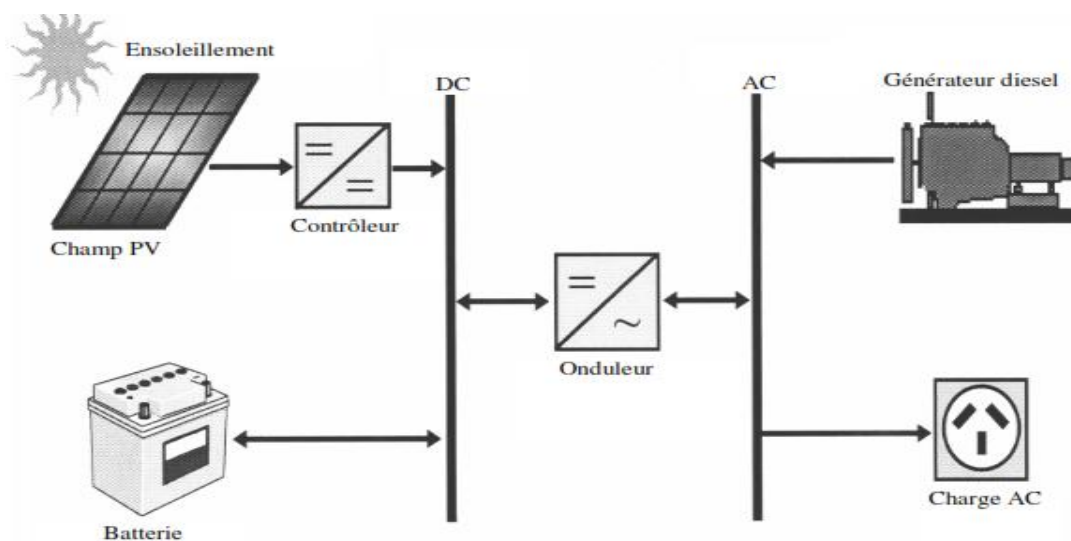 Ensoleillement
DC
AC
Générateur diesel
Contrôleur
Champ PV
Onduleur
Batterie
Charge AC